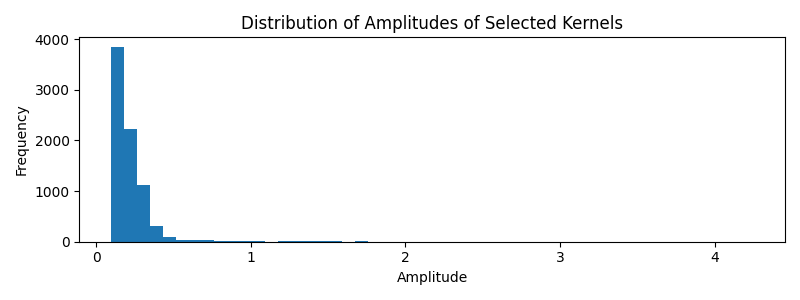 Distribution of Amplitudes of Selected Kernels
4000
3000
2000
1000
0
Frequency
0 1 2 3 4
Amplitude